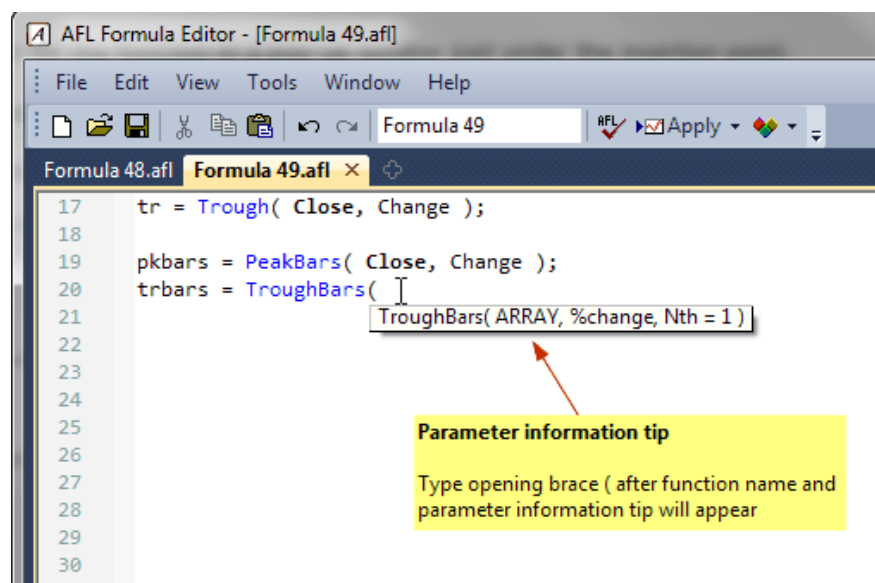 AFL Formula Editor - [Formula 49.afl]
File Edit View Tools Window Help
Formula 49 AFL Apply
Formula 48.afl Formula 49.afl
17 tr = Trough( Close, Change );
18
19 pkbars = PeakBars( Close, Change );
20 trbars = TroughBars(
21 TroughBars( ARRAY, %change, Nth = 1 )
22
23
24
25 Parameter information tip
26
27 Type opening brace ( after function name and
28 parameter information tip will appear
29
30